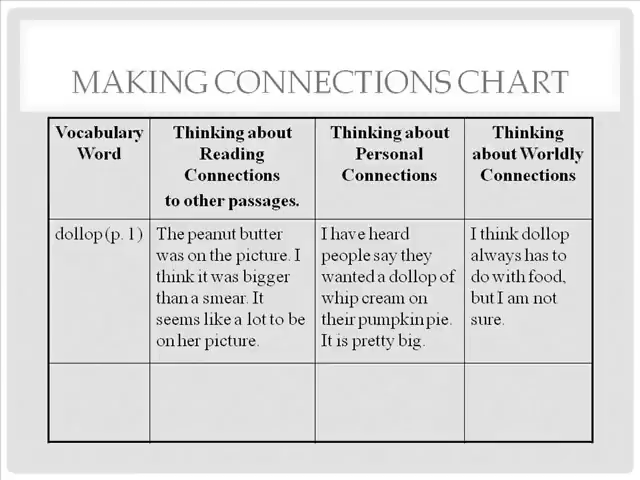 MAKING CONNECTIONS CHART
Vocabulary
Word
Thinking about
Reading
Connections
to other passages.
Thinking about
Personal
Connections
Thinking
about Worldly
Connections
dollop (p. 1)
The peanut butter
was on the picture. I
think it was bigger
than a smear. It
seems like a lot to be
on her picture.
I have heard
people say they
wanted a dollop of
whip cream on
their pumpkin pie.
It is pretty big.
I think dollop
always has to
do with food,
but I am not
sure.